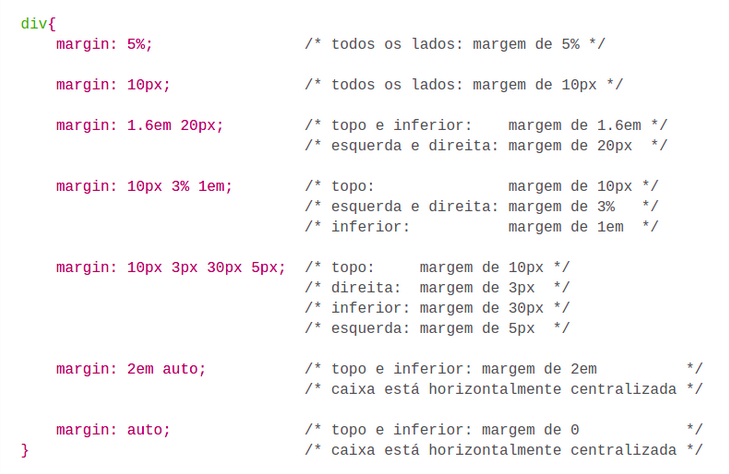 div{
    margin: 5%;                 /* todos os lados: margem de 5% */
    margin: 10px;               /* todos os lados: margem de 10px */
    margin: 1.6em 20px;         /* topo e inferior:    margem de 1.6em */
                                /* esquerda e direita: margem de 20px  */
    margin: 10px 3% 1em;        /* topo:               margem de 10px */
                                /* esquerda e direita: margem de 3%   */
                                /* inferior:           margem de 1em  */
    margin: 10px 3px 30px 5px;  /* topo:     margem de 10px */
                                /* direita:  margem de 3px  */
                                /* inferior: margem de 30px */
                                /* esquerda: margem de 5px  */
    margin: 2em auto;           /* topo e inferior: margem de 2em          */
                                /* caixa está horizontalmente centralizada */
    margin: auto;               /* topo e inferior: margem de 0            */
}                               /* caixa está horizontalmente centralizada */